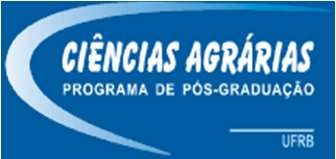 CIÊNCIAS AGRÁRIAS
PROGRAMA DE PÓS-GRADUAÇÃO
UFRB